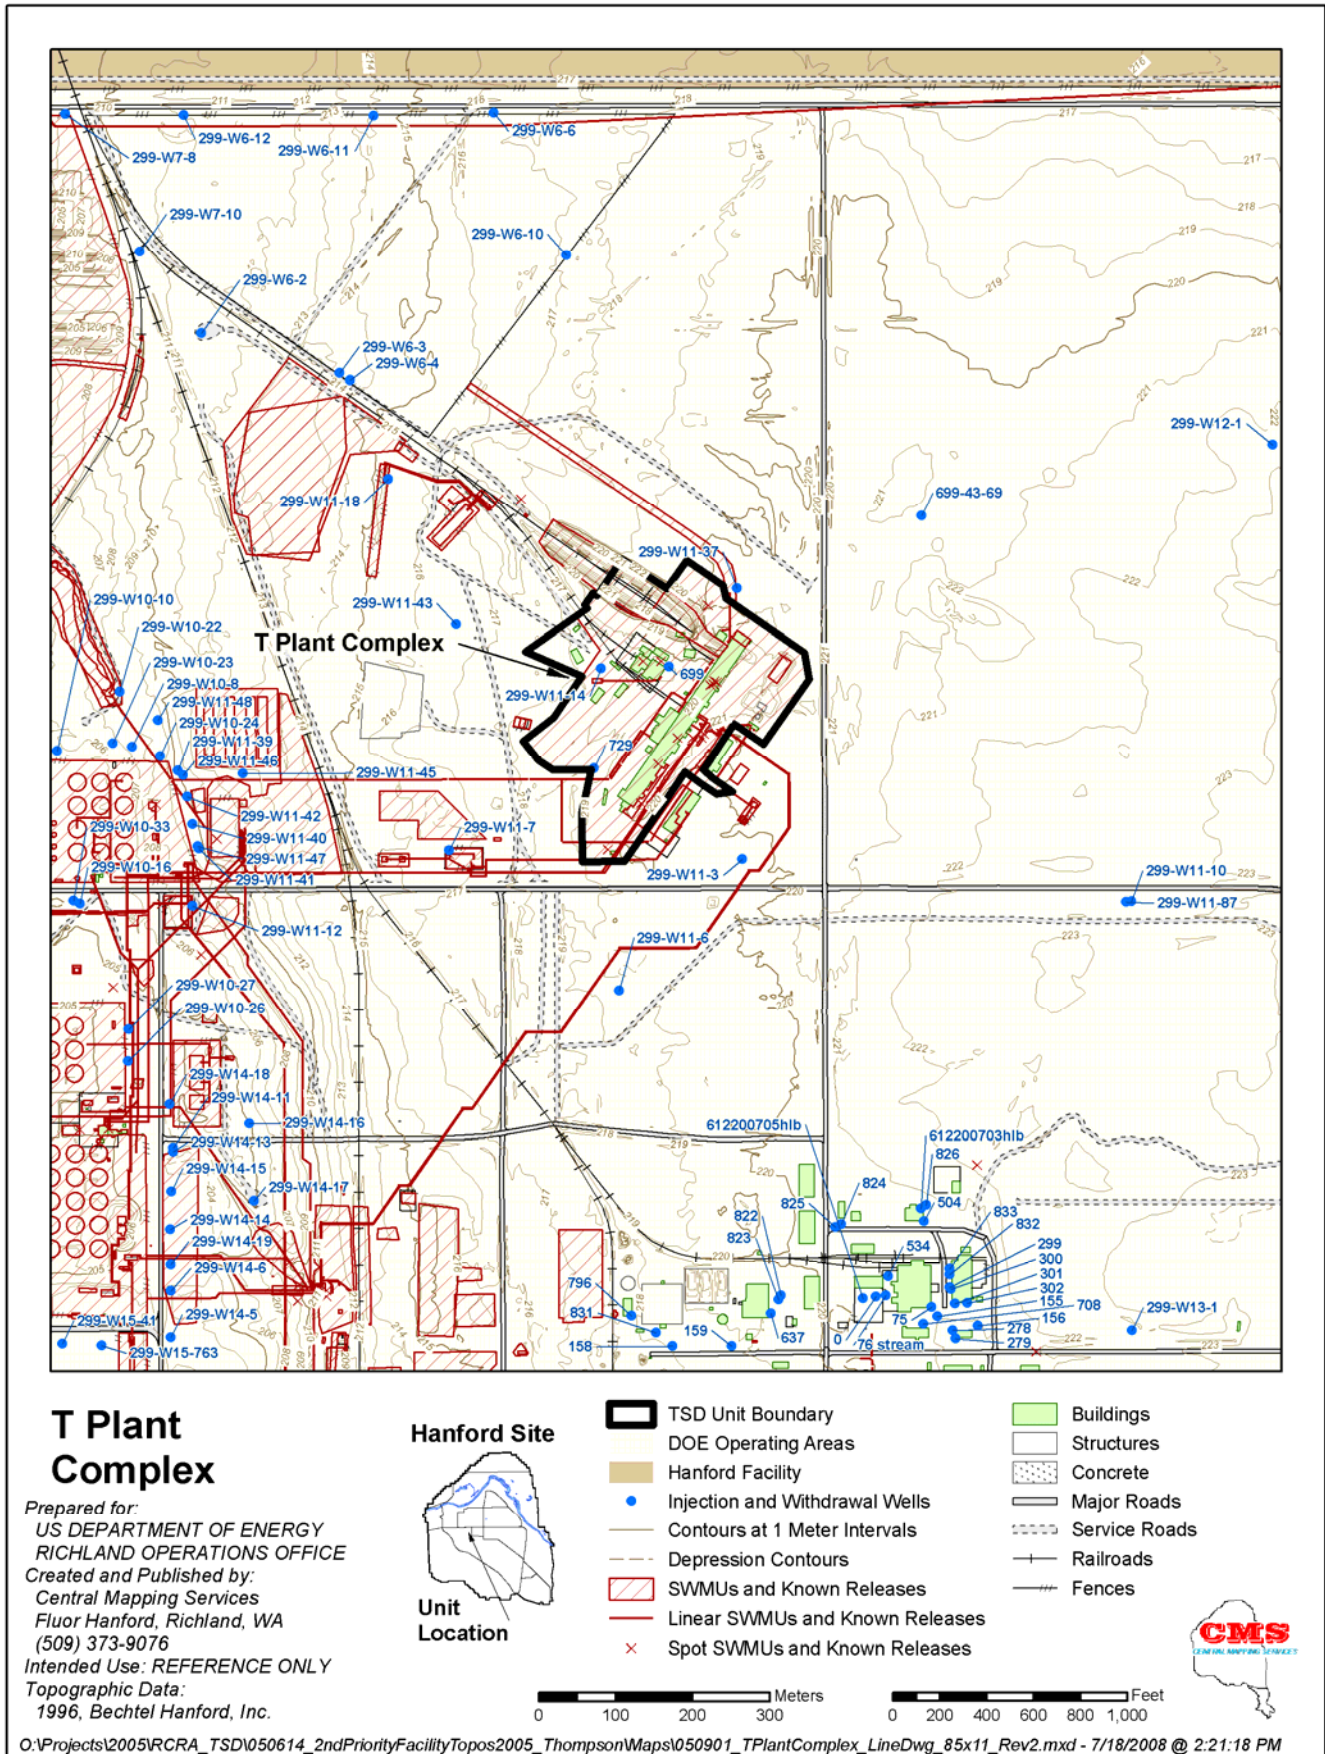 299-W6-12
299-W6-6
299-W7-8
299-W6-11
299-W7-10
299-W6-10
299-W6-2
299-W6-3
299-W6-4
299-W12-1
299-W11-18
699-43-69
299-W11-37
299-W10-10
299-W11-43
299-W10-22
T Plant Complex
299-W10-23
699
299-W10-8
299-W11-14
299-W11-48
299-W10-24
299-W11-39
729
299-W11-46
299-W11-45
299-W11-42
299-W10-33
299-W11-7
299-W11-40
299-W11-47
299-W10-16
299-W11-41
299-W11-3
299-W11-10
299-W11-87
299-W11-12
299-W11-6
299-W10-27
299-W10-26
299-W14-18
299-W14-11
299-W14-16
612200705hlb
612200703hlb
299-W14-13
826
299-W14-15
299-W14-17
824
504
825
833
822
832
299-W14-14
823
299
299-W14-19
534
300
299-W14-6
301
796
302
155
299-W14-5
708
831
75
156
299-W13-1
299-W15-41
637
0
278
299-W15-763
158
159
76 stream
279
T Plant
Complex
Prepared for:
US DEPARTMENT OF ENERGY
RICHLAND OPERATIONS OFFICE
Created and Published by:
Central Mapping Services
Fluor Hanford, Richland, WA
(509) 373-9076
Intended Use: REFERENCE ONLY
Topographic Data:
1996, Bechtel Hanford, Inc.
Hanford Site
Unit
Location
TSD Unit Boundary
DOE Operating Areas
Hanford Facility
Injection and Withdrawal Wells
Contours at 1 Meter Intervals
Depression Contours
SWMUs and Known Releases
Linear SWMUs and Known Releases
Spot SWMUs and Known Releases
Buildings
Structures
Concrete
Major Roads
Service Roads
Railroads
Fences
CMS
CENTRAL MAPPING SERVICES
Meters
0 100 200 300
Feet
0 200 400 600 800 1,000
O:\Projects\2005\RCRA_TSD\050614_2ndPriorityFacilityTopos2005_Thompson\Maps\050901_TPlantComplex_LineDwg_85x11_Rev2.mxd - 7/18/2008 @ 2:21:18 PM